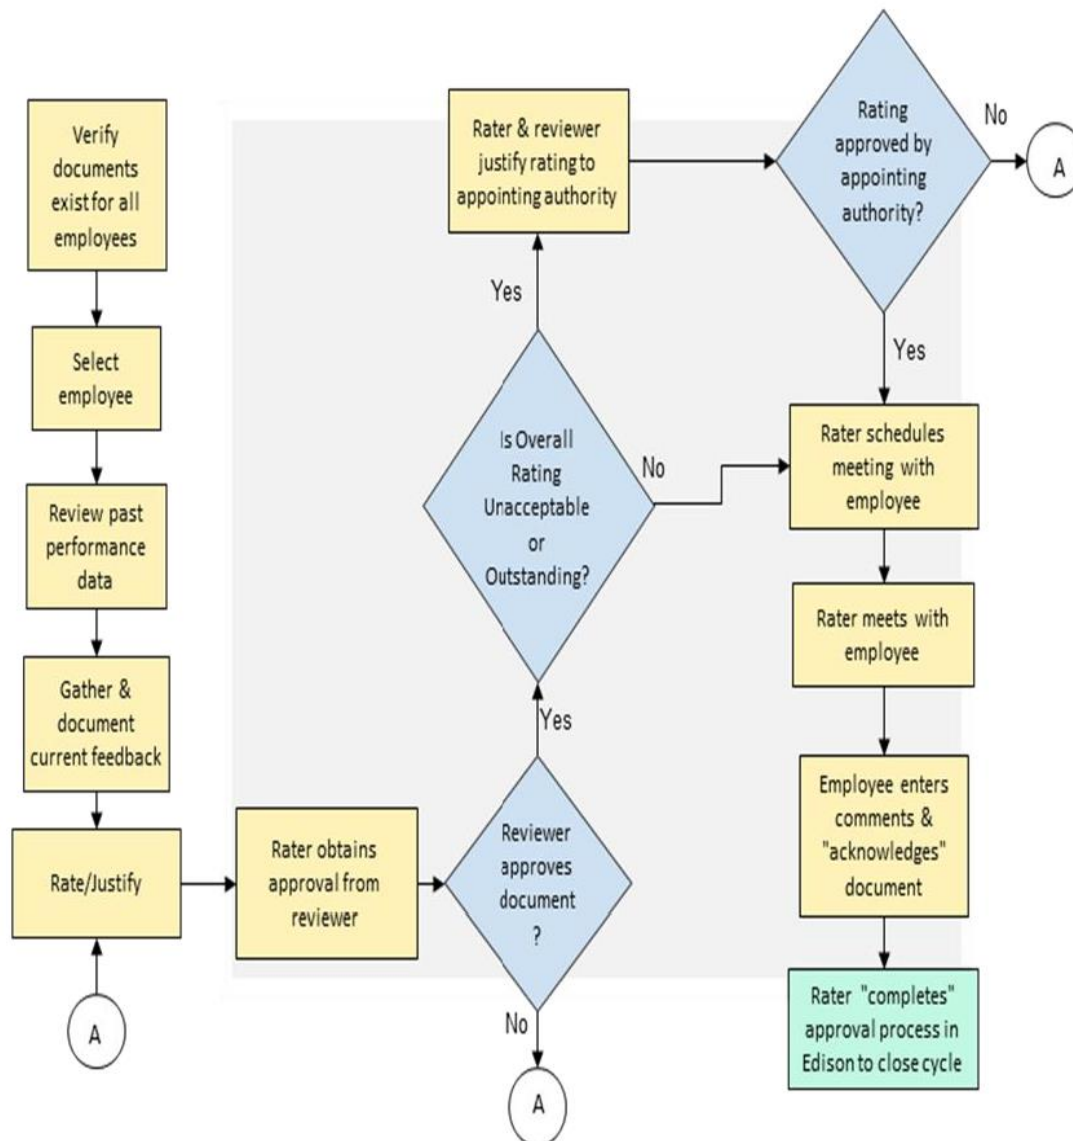 Verify
documents
exist for all
employees
Select
employee
Review past
performance
data
Gather &
document
current feedback
Rate/Justify
A
Rater obtains
approval from
reviewer
Reviewer
approves
document
?
No
A
Yes
Is Overall
Rating
Unacceptable
or
Outstanding?
No
Yes
Rater & reviewer
justify rating to
appointing authority
Rating
approved by
appointing
authority?
No
A
Yes
Rater schedules
meeting with
employee
Rater meets with
employee
Employee enters
comments &
"acknowledges"
document
Rater "completes"
approval process in
Edison to close cycle